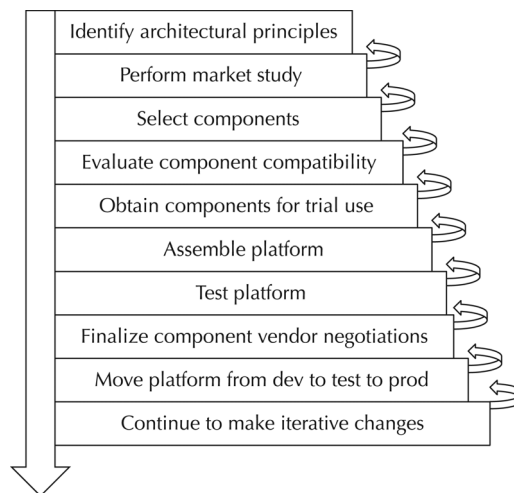 Identify architectural principles
Perform market study
Select components
Evaluate component compatibility
Obtain components for trial use
Assemble platform
Test platform
Finalize component vendor negotiations
Move platform from dev to test to prod
Continue to make iterative changes